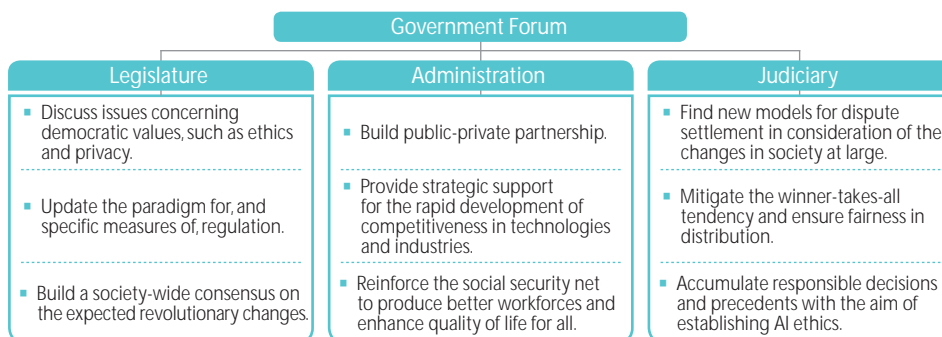 Government Forum
Legislature
▪ Discuss issues concerning
democratic values, such as ethics
and privacy.
▪ Update the paradigm for, and
specific measures of, regulation.
▪ Build a society-wide consensus on
the expected revolutionary changes.
Administration
▪ Build public-private partnership.
▪ Provide strategic support
for the rapid development of
competitiveness in technologies
and industries.
▪ Reinforce the social security net
to produce better workforces and
enhance quality of life for all.
Judiciary
▪ Find new models for dispute
settlement in consideration of the
changes in society at large.
▪ Mitigate the winner-takes-all
tendency and ensure fairness in
distribution.
▪ Accumulate responsible decisions
and precedents with the aim of
establishing AI ethics.